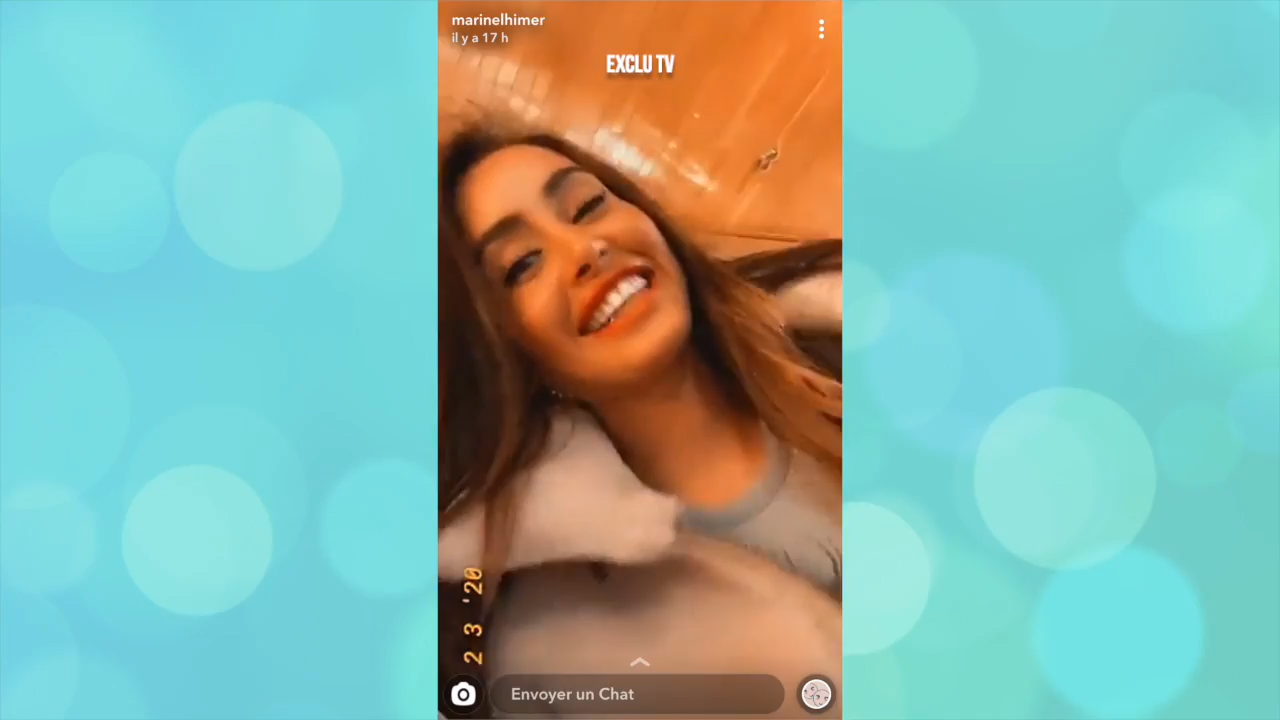 marinelhimer
il y a 17 h
EXCLU TV
2 3 '20
Envoyer un Chat